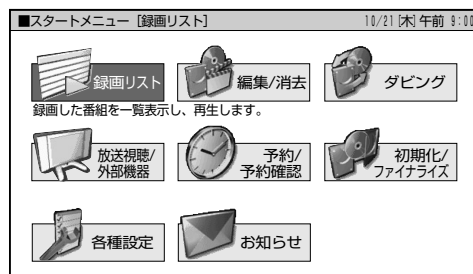 ■スタートメニュー［録画リスト］ 10/21[木]午前 9:00
録画リスト 編集/消去 ダビング
録画した番組を一覧表示し、再生します。
放送視聴/ 予約/ 初期化/
外部機器 予約確認 ファイナライズ
各種設定 お知らせ